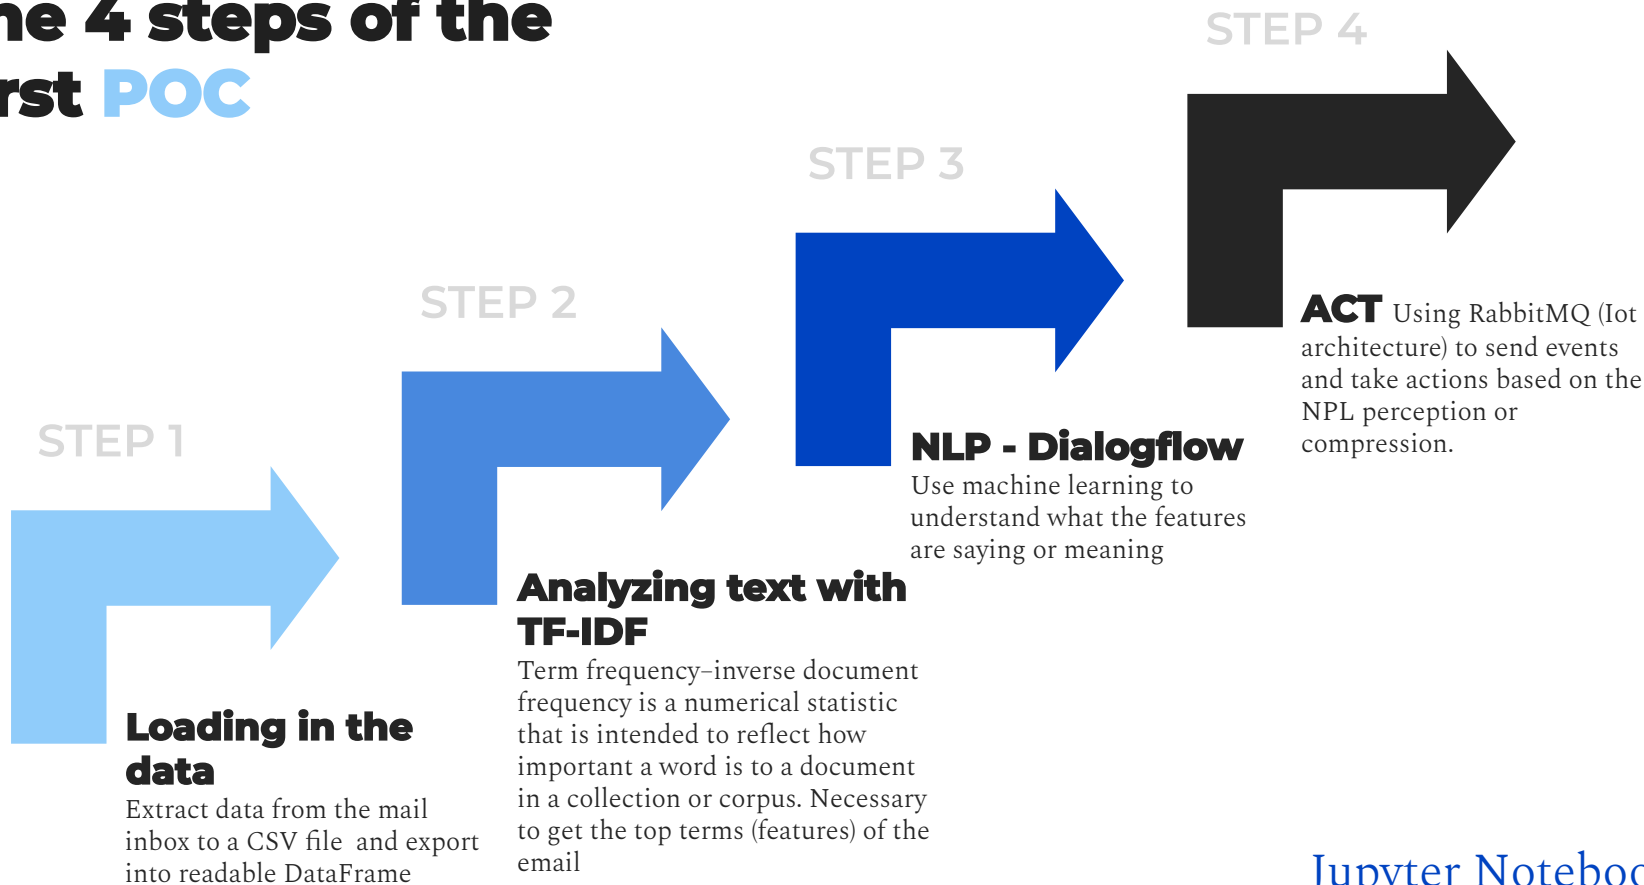 ne 4 steps of the
rst POC
STEP 1
Loading in the
data
Extract data from the mail
inbox to a CSV file and export
into readable DataFrame
STEP 2
Analyzing text with
TF-IDF
Term frequency–inverse document
frequency is a numerical statistic
that is intended to reflect how
important a word is to a document
in a collection or corpus. Necessary
to get the top terms (features) of the
email
STEP 3
NLP - Dialogflow
Use machine learning to
understand what the features
are saying or meaning
STEP 4
ACT Using RabbitMQ (Iot
architecture) to send events
and take actions based on the
NPL perception or
compression.
Jupyter Noteboo